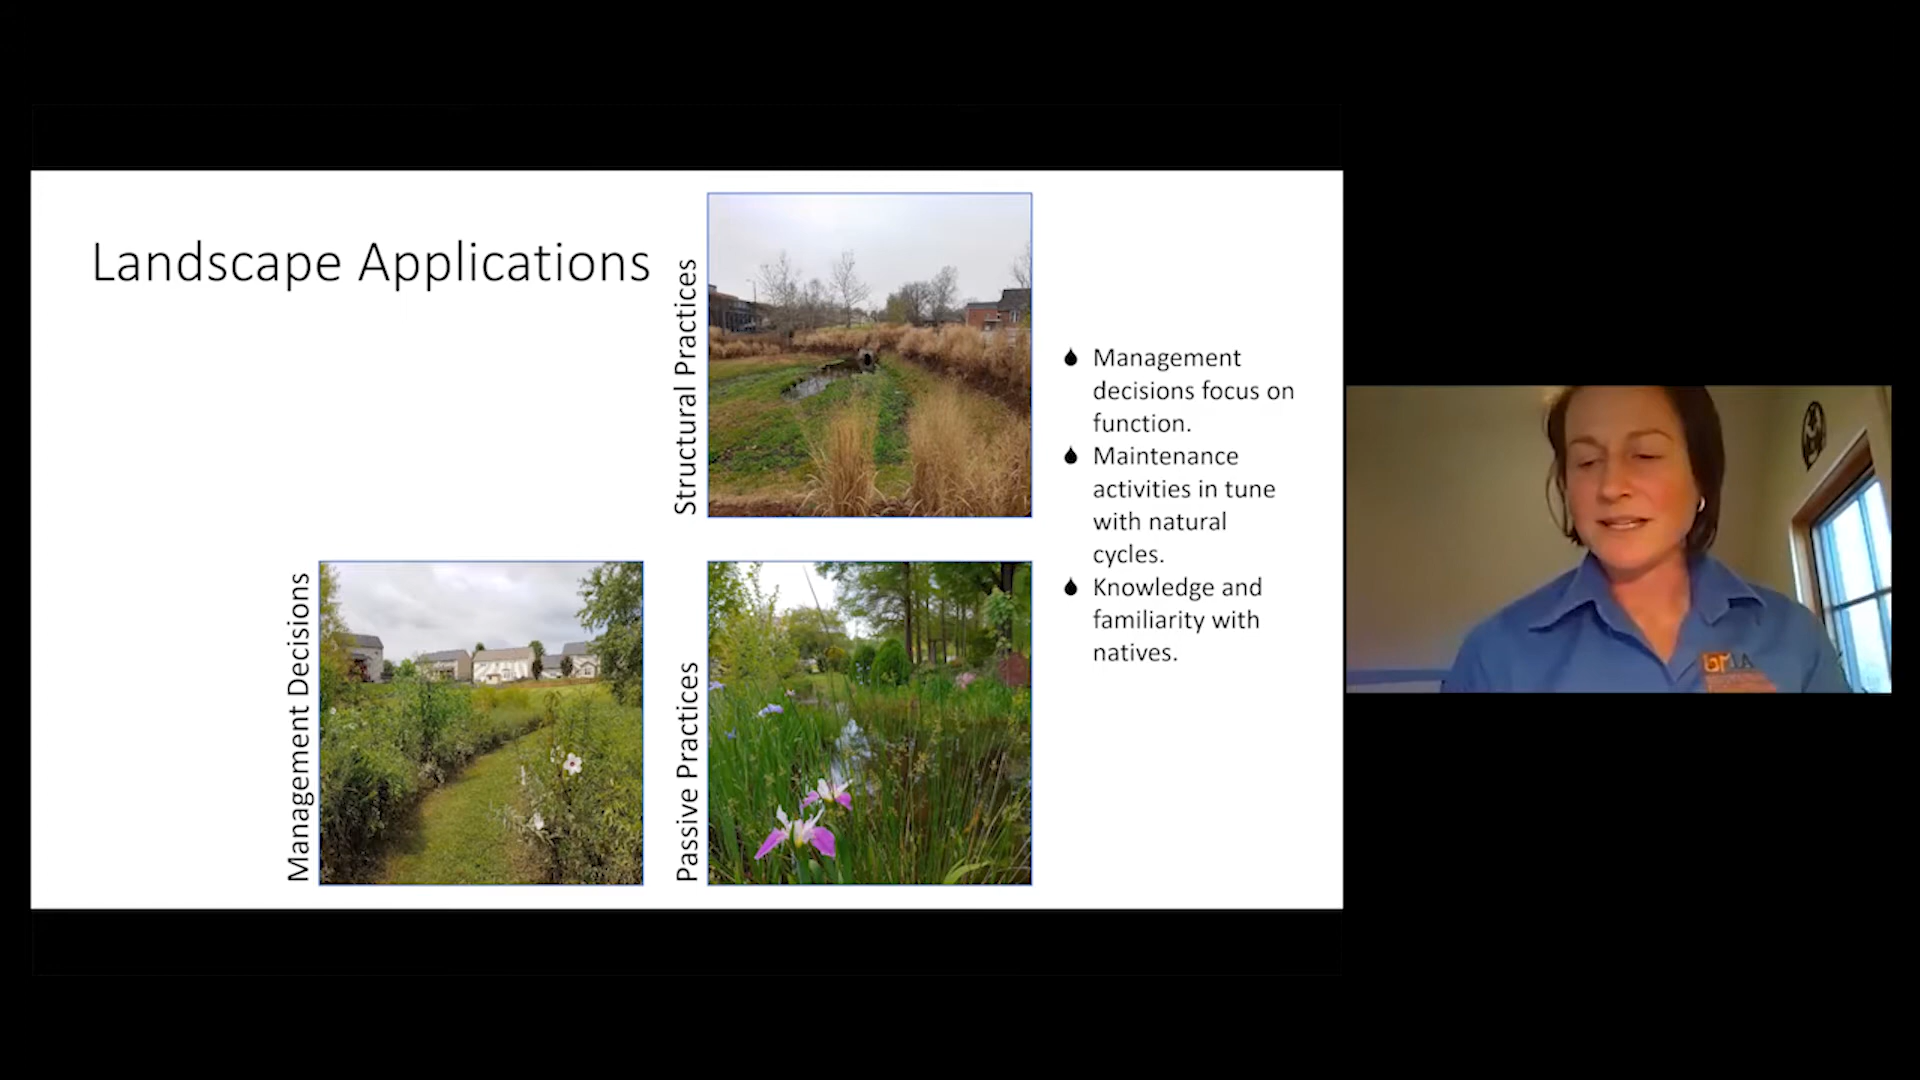 Landscape Applications
Structural Practices
Management Decisions
Passive Practices
Management
decisions focus on
function.
Maintenance
activities in tune
with natural
cycles.
Knowledge and
familiarity with
natives.